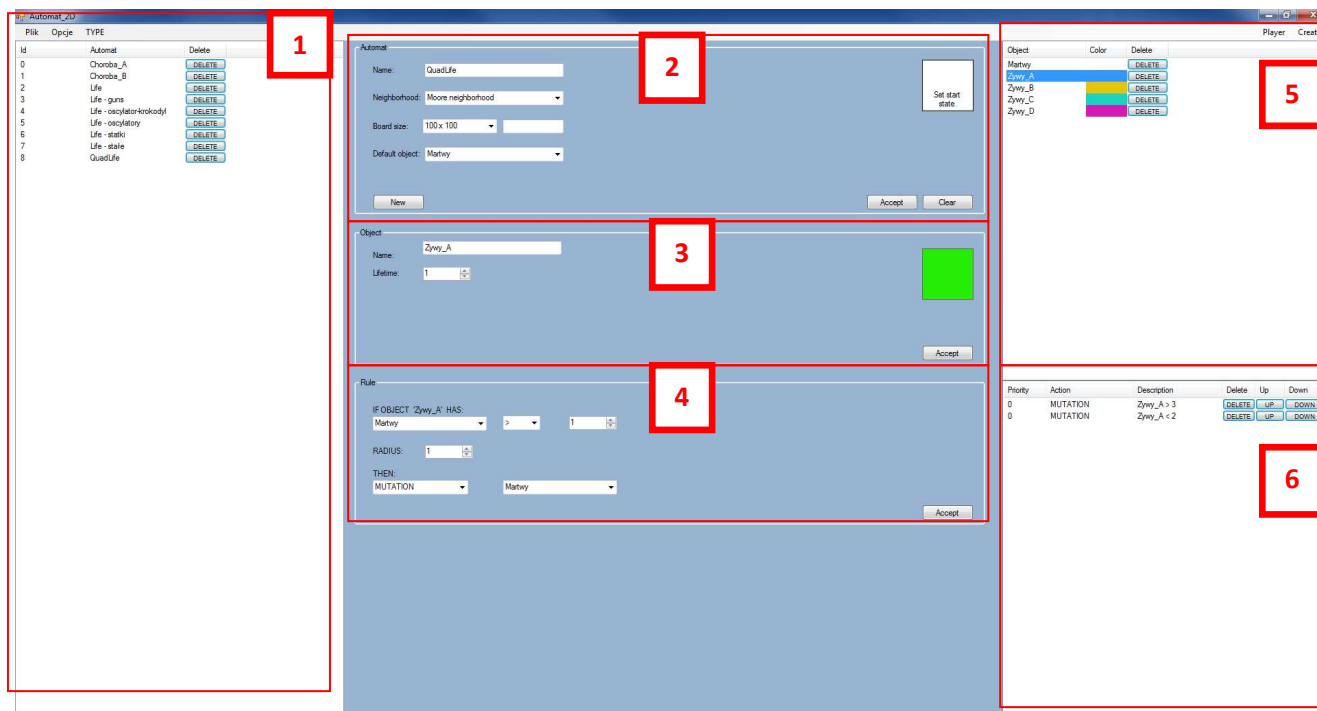 Automat_2D
Plik Opcje TYPE
Player Creat
1
Id Automat Delete
0 Choroba_A DELETE
1 Choroba_B DELETE
2 Life DELETE
3 Life - guns DELETE
4 Life - oscylator-krokodyl DELETE
5 Life - oscylatory DELETE
6 Life - statki DELETE
7 Life - stałe DELETE
8 QuadLife DELETE
2
Automat
Name: QuadLife
Neighborhood: Moore neighborhood
Board size: 100 x 100
Default object: Martwy
Set start
state
New Accept Clear
3
Object
Name: Zywy_A
Lifetime: 1
Accept
4
Rule
IF OBJECT 'Zywy_A' HAS:
Martwy > 1
RADIUS: 1
THEN:
MUTATION Martwy
Accept
5
Object Color Delete
Martwy DELETE
Zywy_A DELETE
Zywy_B DELETE
Zywy_C DELETE
Zywy_D DELETE
6
Priority Action Description Delete Up Down
0 MUTATION Zywy_A > 3 DELETE UP DOWN
0 MUTATION Zywy_A < 2 DELETE UP DOWN